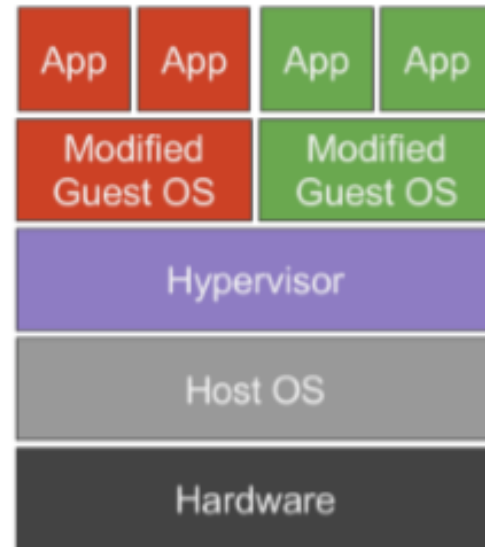 App App App App
Modified Modified
Guest OS Guest OS
Hypervisor
Host OS
Hardware